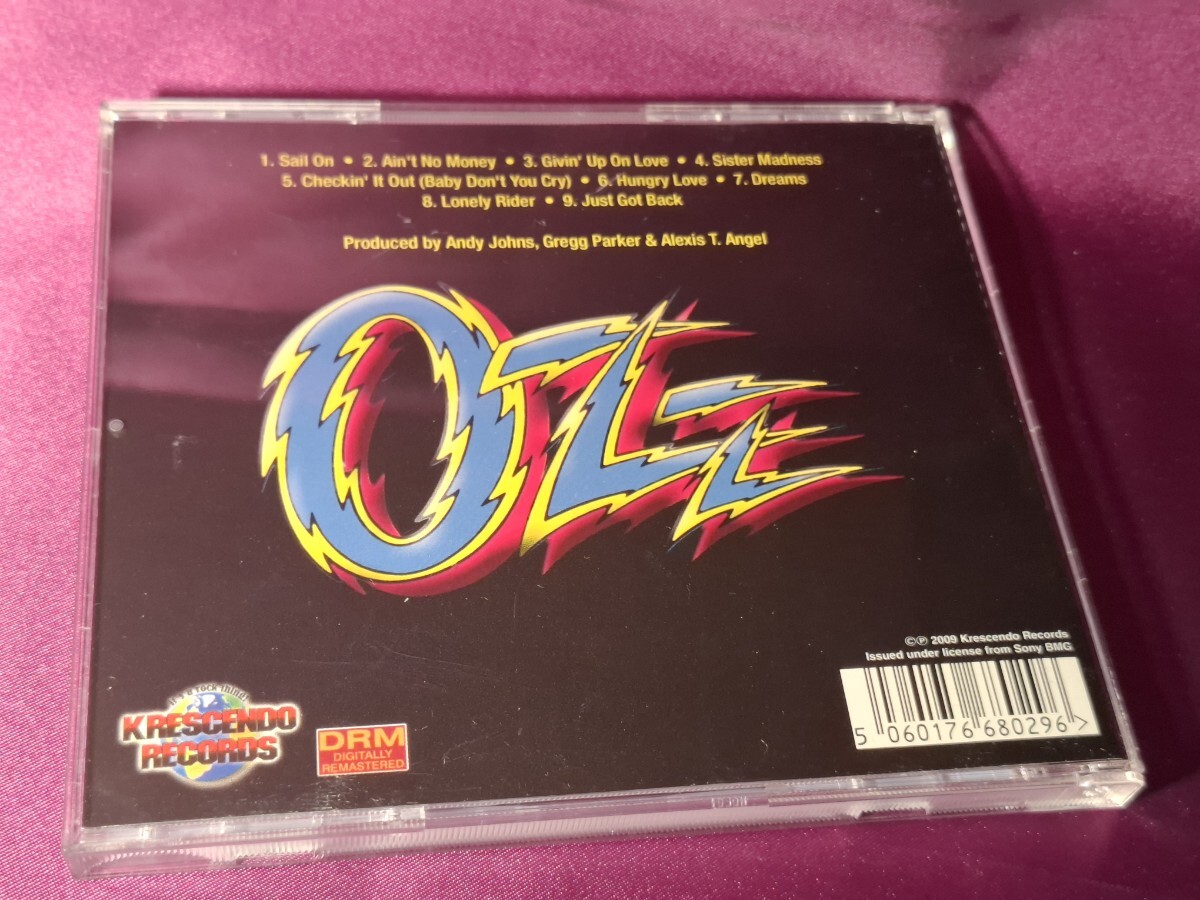 1. Sail On • 2. Ain't No Money • 3. Givin' Up On Love • 4. Sister Madness
5. Checkin' It Out (Baby Don't You Cry) • 6. Hungry Love • 7. Dreams
8. Lonely Rider • 9. Just Got Back
Produced by Andy Johns, Gregg Parker & Alexis T. Angel
OZZ
©℗ 2009 Krescendo Records
Issued under license from Sony BMG
5 060176 680296 >
It's a rock thing!
KRESCENDO
RECORDS
DRM
DIGITALLY
REMASTERED